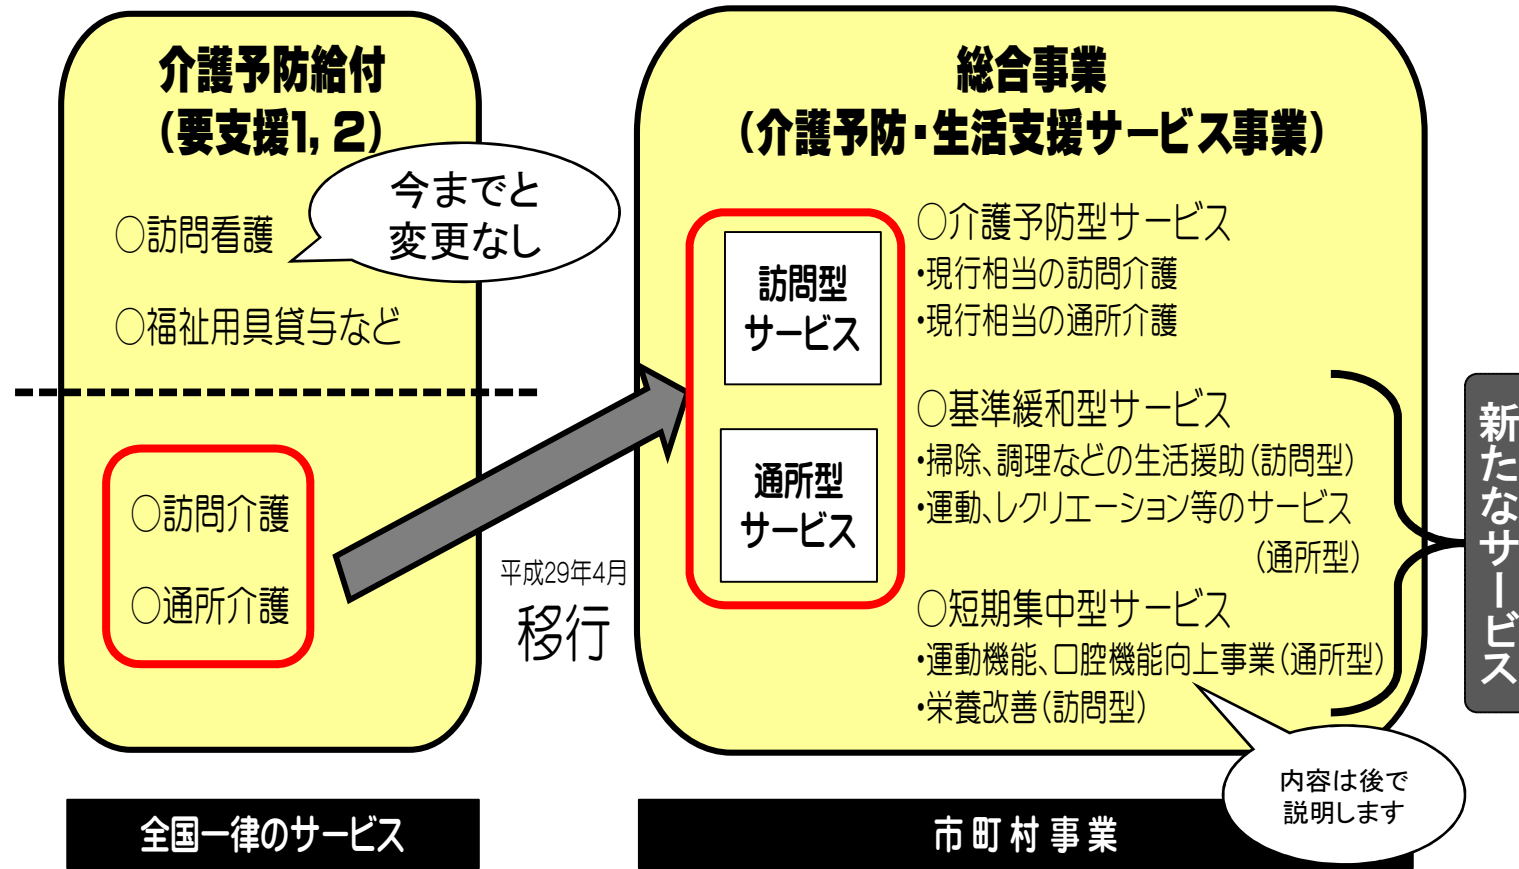 介護予防給付
(要支援1,2)
今までと
変更なし
○訪問看護
○福祉用具貸与など
○訪問介護
○通所介護
全国一律のサービス
平成29年4月
移行
総合事業
(介護予防・生活支援サービス事業)
訪問型
サービス
通所型
サービス
○介護予防型サービス
・現行相当の訪問介護
・現行相当の通所介護
○基準緩和型サービス
・掃除、調理などの生活援助(訪問型)
・運動、レクリエーション等のサービス
(通所型)
○短期集中型サービス
・運動機能、口腔機能向上事業(通所型)
・栄養改善(訪問型)
新たなサービス
内容は後で
説明します
市町村事業